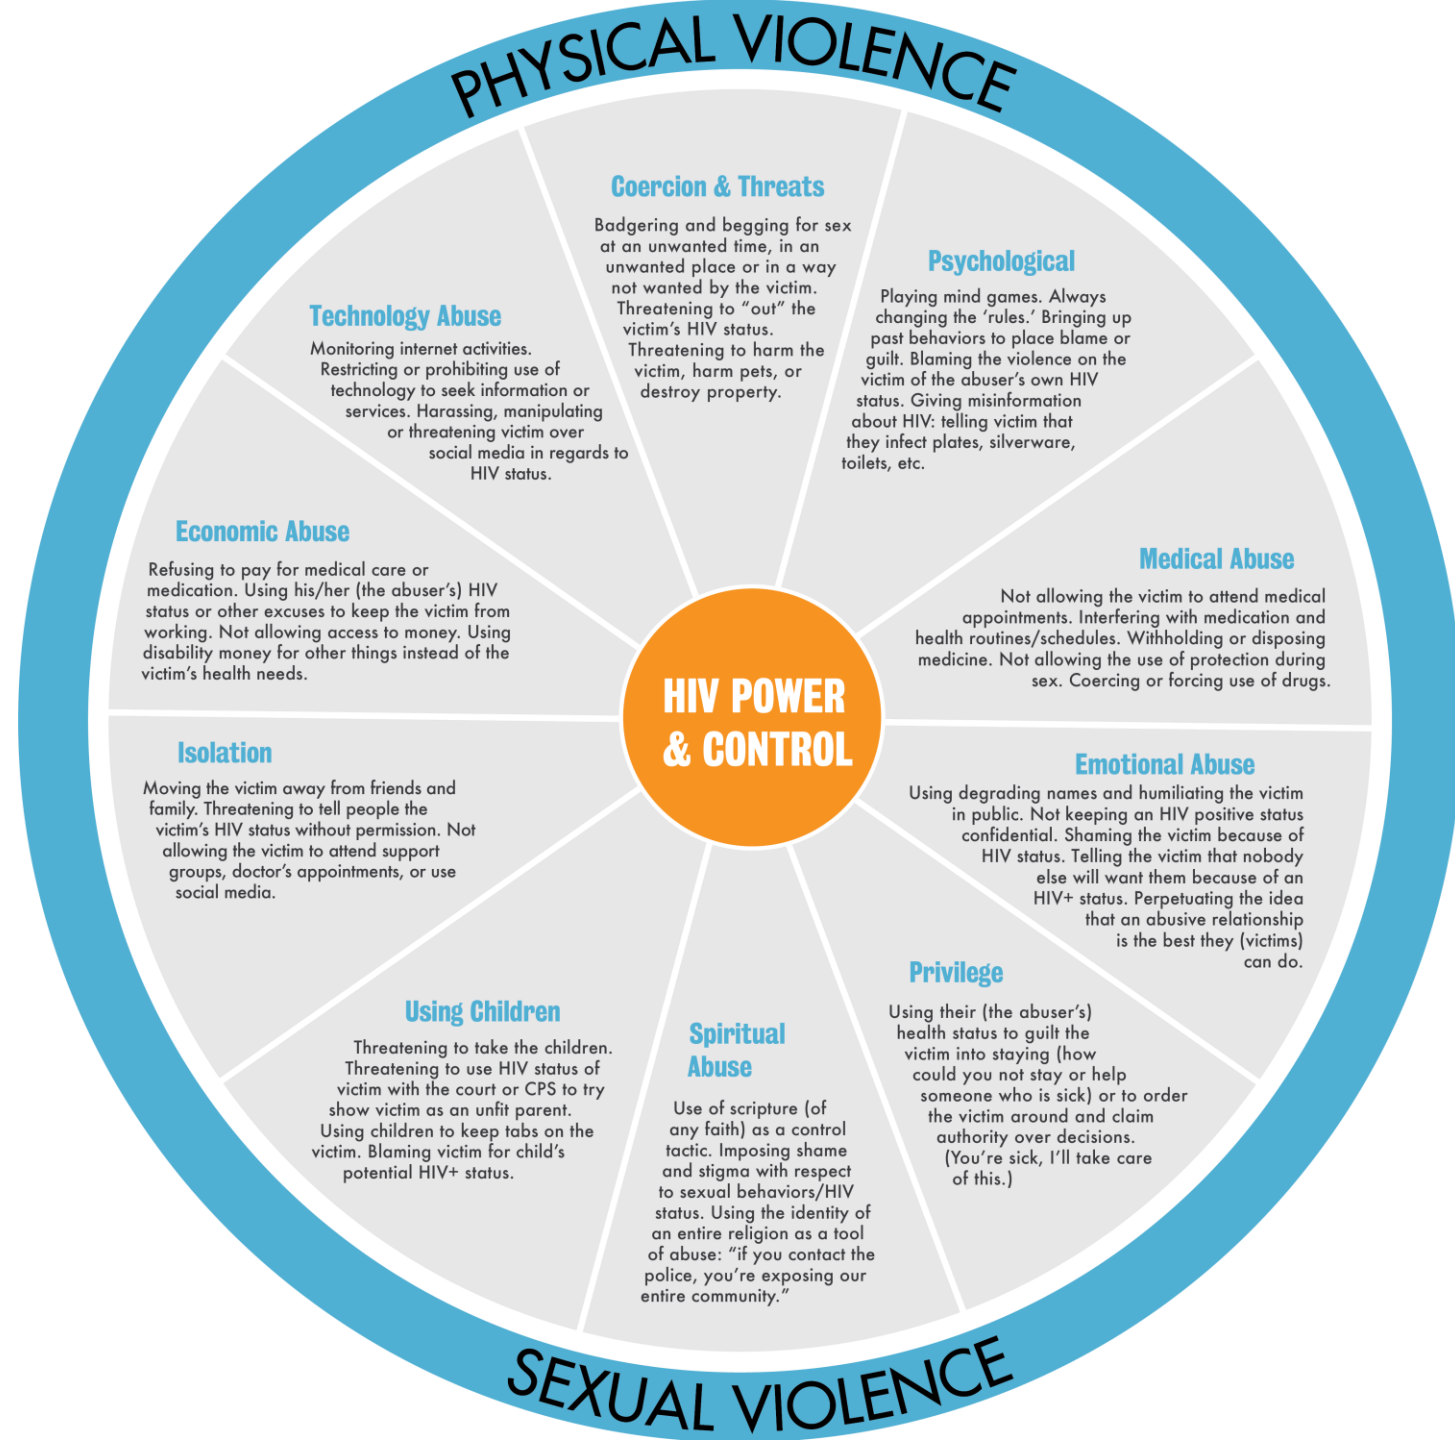 PHYSICAL VIOLENCE
Coercion & Threats
Badgering and begging for sex
at an unwanted time, in an
unwanted place or in a way
not wanted by the victim.
Threatening to “out” the
victim’s HIV status.
Threatening to harm the
victim, harm pets, or
destroy property.
Psychological
Playing mind games. Always
changing the ‘rules.’ Bringing up
past behaviors to place blame or
guilt. Blaming the violence on the
victim of the abuser’s own HIV
status. Giving misinformation
about HIV: telling victim that
they infect plates, silverware,
toilets, etc.
Medical Abuse
Not allowing the victim to attend medical
appointments. Interfering with medication and
health routines/schedules. Withholding or disposing
medicine. Not allowing the use of protection during
sex. Coercing or forcing use of drugs.
Emotional Abuse
Using degrading names and humiliating the victim
in public. Not keeping an HIV positive status
confidential. Shaming the victim because of
HIV status. Telling the victim that nobody
else will want them because of an
HIV+ status. Perpetuating the idea
that an abusive relationship
is the best they (victims)
can do.
Privilege
Using their (the abuser’s)
health status to guilt the
victim into staying (how
could you not stay or help
someone who is sick) or to order
the victim around and claim
authority over decisions.
(You’re sick, I’ll take care
of this.)
Spiritual
Abuse
Use of scripture (of
any faith) as a control
tactic. Imposing shame
and stigma with respect
to sexual behaviors/HIV
status. Using the identity of
an entire religion as a tool
of abuse: “if you contact the
police, you’re exposing our
entire community.”
Using Children
Threatening to take the children.
Threatening to use HIV status of
victim with the court or CPS to try
show victim as an unfit parent.
Using children to keep tabs on the
victim. Blaming victim for child’s
potential HIV+ status.
Isolation
Moving the victim away from friends and
family. Threatening to tell people the
victim’s HIV status without permission. Not
allowing the victim to attend support
groups, doctor’s appointments, or use
social media.
Economic Abuse
Refusing to pay for medical care or
medication. Using his/her (the abuser’s) HIV
status or other excuses to keep the victim from
working. Not allowing access to money. Using
disability money for other things instead of the
victim’s health needs.
Technology Abuse
Monitoring internet activities.
Restricting or prohibiting use of
technology to seek information or
services. Harassing, manipulating
or threatening victim over
social media in regards to
HIV status.
HIV POWER
& CONTROL
SEXUAL VIOLENCE